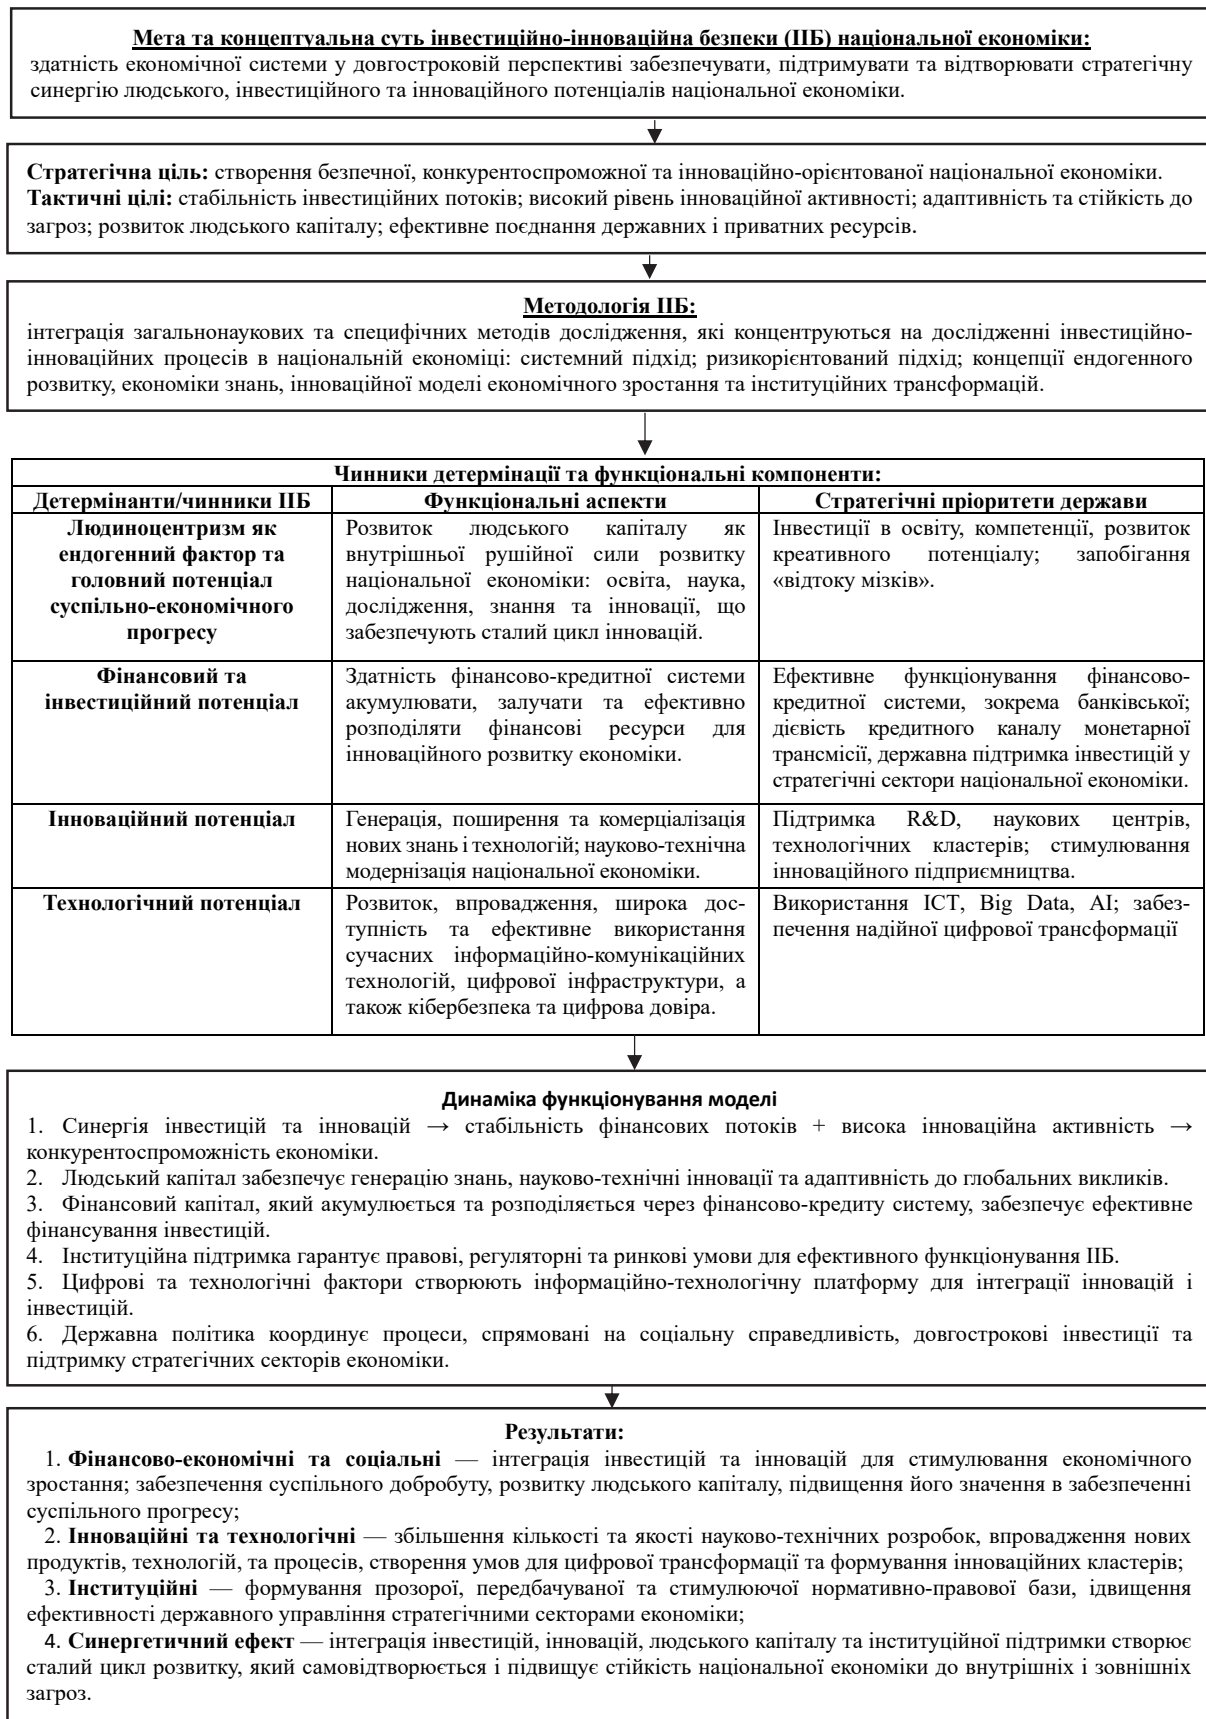 Мета та концептуальна суть інвестиційно-інноваційна безпеки (ІІБ) національної економіки:
здатність економічної системи у довгостроковій перспективі забезпечувати, підтримувати та відтворювати стратегічну
синергію людського, інвестиційного та інноваційного потенціалів національної економіки.
Стратегічна ціль: створення безпечної, конкурентоспроможної та інноваційно-орієнтованої національної економіки.
Тактичні цілі: стабільність інвестиційних потоків; високий рівень інноваційної активності; адаптивність та стійкість до
загроз; розвиток людського капіталу; ефективне поєднання державних і приватних ресурсів.
Методологія ІІБ:
інтеграція загальнонаукових та специфічних методів дослідження, які концентруються на дослідженні інвестиційно-
інноваційних процесів в національній економіці: системний підхід; ризикорієнтований підхід; концепції ендогенного
розвитку, економіки знань, інноваційної моделі економічного зростання та інституційних трансформацій.
Чинники детермінації та функціональні компоненти:
Детермінанти/чинники ІІБ
Функціональні аспекти
Стратегічні пріоритети держави
Людиноцентризм як
ендогенний фактор та
головний потенціал
суспільно-економічного
прогресу
Розвиток людського капіталу як
внутрішньої рушійної сили розвитку
національної економіки: освіта, наука,
дослідження, знання та інновації, що
забезпечують сталий цикл інновацій.
Інвестиції в освіту, компетенції, розвиток
креативного потенціалу; запобігання
«відтоку мізків».
Фінансовий та
інвестиційний потенціал
Здатність фінансово-кредитної системи
акумулювати, залучати та ефективно
розподіляти фінансові ресурси для
інноваційного розвитку економіки.
Ефективне функціонування фінансово-
кредитної системи, зокрема банківської;
дієвість кредитного каналу монетарної
трансмісії, державна підтримка інвестицій у
стратегічні сектори національної економіки.
Інноваційний потенціал
Генерація, поширення та комерціалізація
нових знань і технологій; науково-технічна
модернізація національної економіки.
Підтримка R&D, наукових центрів,
технологічних кластерів; стимулювання
інноваційного підприємництва.
Технологічний потенціал
Розвиток, впровадження, широка дос-
тупність та ефективне використання
сучасних інформаційно-комунікаційних
технологій, цифрової інфраструктури, а
також кібербезпека та цифрова довіра.
Використання ІСТ, Big Data, AI; забез-
печення надійної цифрової трансформації
Динаміка функціонування моделі
1. Синергія інвестицій та інновацій → стабільність фінансових потоків + висока інноваційна активність →
конкурентоспроможність економіки.
2. Людський капітал забезпечує генерацію знань, науково-технічні інновації та адаптивність до глобальних викликів.
3. Фінансовий капітал, який акумулюється та розподіляється через фінансово-кредиту систему, забезпечує ефективне
фінансування інвестицій.
4. Інституційна підтримка гарантує правові, регуляторні та ринкові умови для ефективного функціонування ІІБ.
5. Цифрові та технологічні фактори створюють інформаційно-технологічну платформу для інтеграції інновацій і
інвестицій.
6. Державна політика координує процеси, спрямовані на соціальну справедливість, довгострокові інвестиції та
підтримку стратегічних секторів економіки.
Результати:
1. Фінансово-економічні та соціальні — інтеграція інвестицій та інновацій для стимулювання економічного
зростання; забезпечення суспільного добробуту, розвитку людського капіталу, підвищення його значення в забезпеченні
суспільного прогресу;
2. Інноваційні та технологічні — збільшення кількості та якості науково-технічних розробок, впровадження нових
продуктів, технологій, та процесів, створення умов для цифрової трансформації та формування інноваційних кластерів;
3. Інституційні — формування прозорої, передбачуваної та стимулюючої нормативно-правової бази, ідвищення
ефективності державного управління стратегічними секторами економіки;
4. Синергетичний ефект — інтеграція інвестицій, інновацій, людського капіталу та інституційної підтримки створює
сталий цикл розвитку, який самовідтворюється і підвищує стійкість національної економіки до внутрішніх і зовнішніх
загроз.